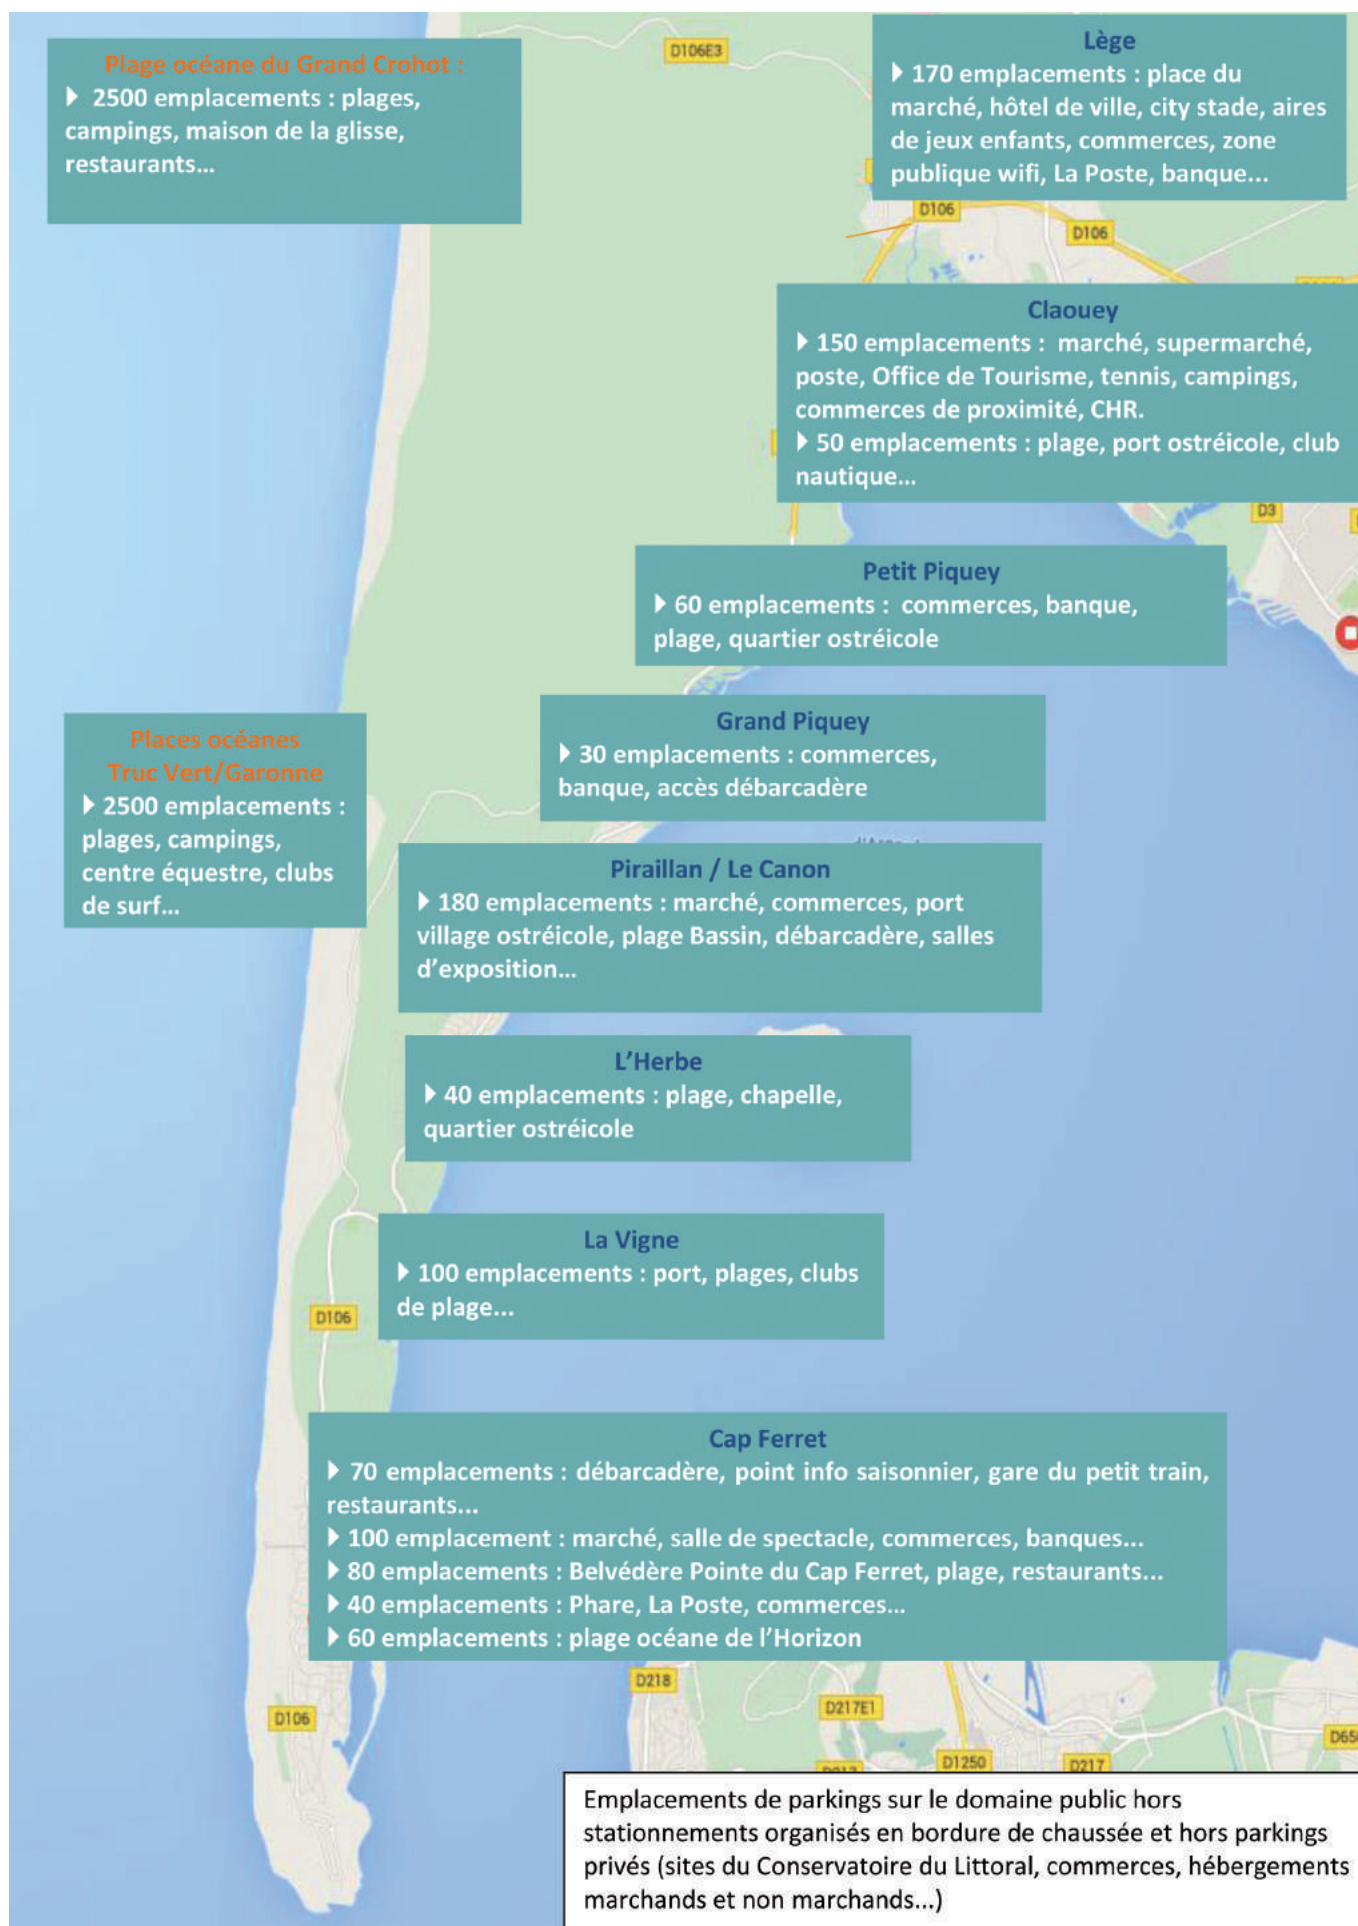 Plage océane du Grand Crohot :
▶ 2500 emplacements : plages,
campings, maison de la glisse,
restaurants...
D106E3
Lège
▶ 170 emplacements : place du
marché, hôtel de ville, city stade, aires
de jeux enfants, commerces, zone
publique wifi, La Poste, banque...
D106
D106
Claouey
▶ 150 emplacements :  marché, supermarché,
poste, Office de Tourisme, tennis, campings,
commerces de proximité, CHR.
▶ 50 emplacements : plage, port ostréicole, club
nautique...
D3
Petit Piquey
▶ 60 emplacements :  commerces, banque,
plage, quartier ostréicole
Grand Piquey
▶ 30 emplacements : commerces,
banque, accès débarcadère
Places océanes
Truc Vert/Garonne
▶ 2500 emplacements :
plages, campings,
centre équestre, clubs
de surf...
Piraillan / Le Canon
▶ 180 emplacements : marché, commerces, port
village ostréicole, plage Bassin, débarcadère, salles
d’exposition...
L’Herbe
▶ 40 emplacements : plage, chapelle,
quartier ostréicole
La Vigne
▶ 100 emplacements : port, plages, clubs
de plage...
D106
Cap Ferret
▶ 70 emplacements : débarcadère, point info saisonnier, gare du petit train,
restaurants...
▶ 100 emplacement : marché, salle de spectacle, commerces, banques...
▶ 80 emplacements : Belvédère Pointe du Cap Ferret, plage, restaurants...
▶ 40 emplacements : Phare, La Poste, commerces...
▶ 60 emplacements : plage océane de l’Horizon
D218
D217E1
D106
D1250
D217
Emplacements de parkings sur le domaine public hors
stationnements organisés en bordure de chaussée et hors parkings
privés (sites du Conservatoire du Littoral, commerces, hébergements
marchands et non marchands...)